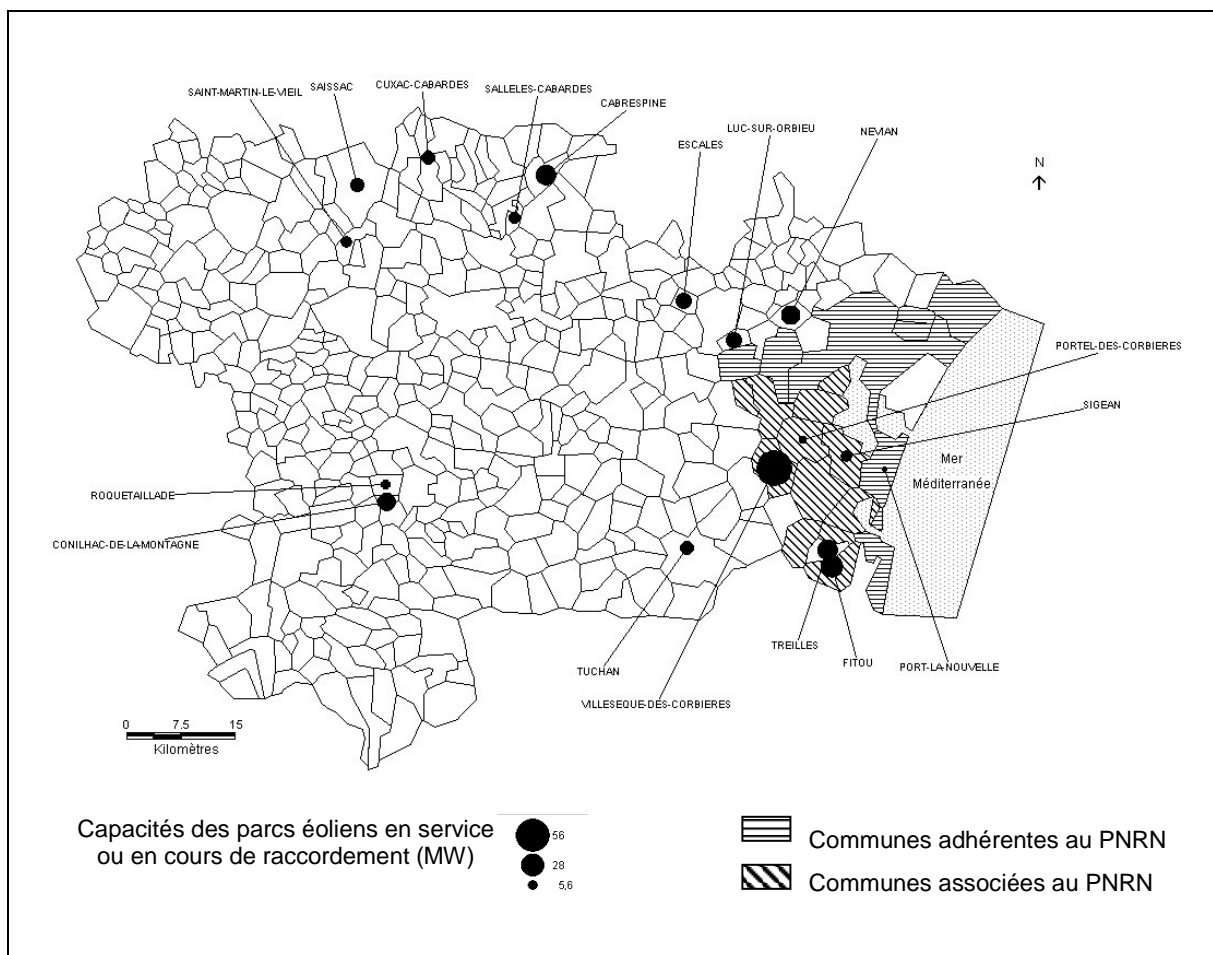 SAINT-MARTIN-LE-VIEIL
SAISSAC
CUXAC-CABARDES
SALLELES-CABARDES
CABRESPINE
ESCALES
LUC-SUR-ORBIEU
NEVIAN
N
PORTEL-DES-CORBIERES
SIGEAN
Mer
Méditerranée
ROQUETAILLADE
CONILHAC-DE-LA-MONTAGNE
TREILLES
FITOU
PORT-LA-NOUVELLE
TUCHAN
VILLESEQUE-DES-CORBIERES
0 7.5 15
Kilomètres
Capacités des parcs éoliens en service
ou en cours de raccordement (MW)
56
28
5,6
Communes adhérentes au PNRN
Communes associées au PNRN